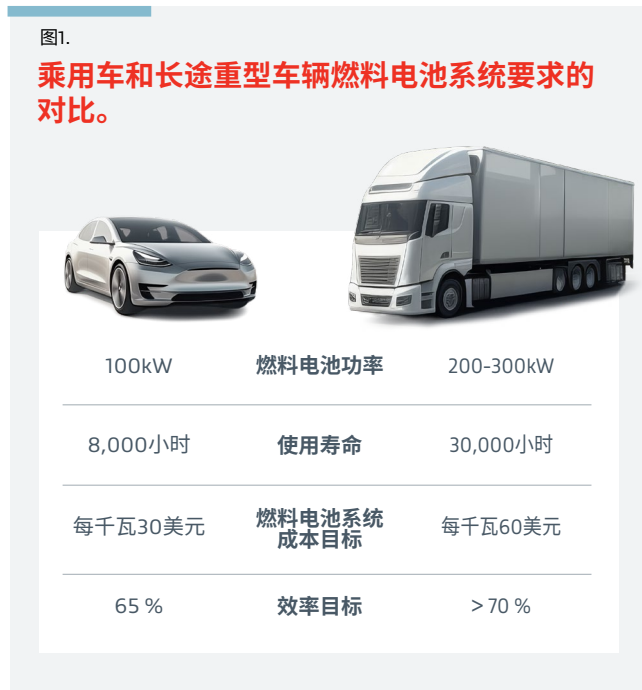 图1.
乘用车和长途重型车辆燃料电池系统要求的
对比。
100kW 燃料电池功率 200-300kW
8,000小时 使用寿命 30,000小时
每千瓦30美元 燃料电池系统
成本目标 每千瓦60美元
65 % 效率目标 > 70 %